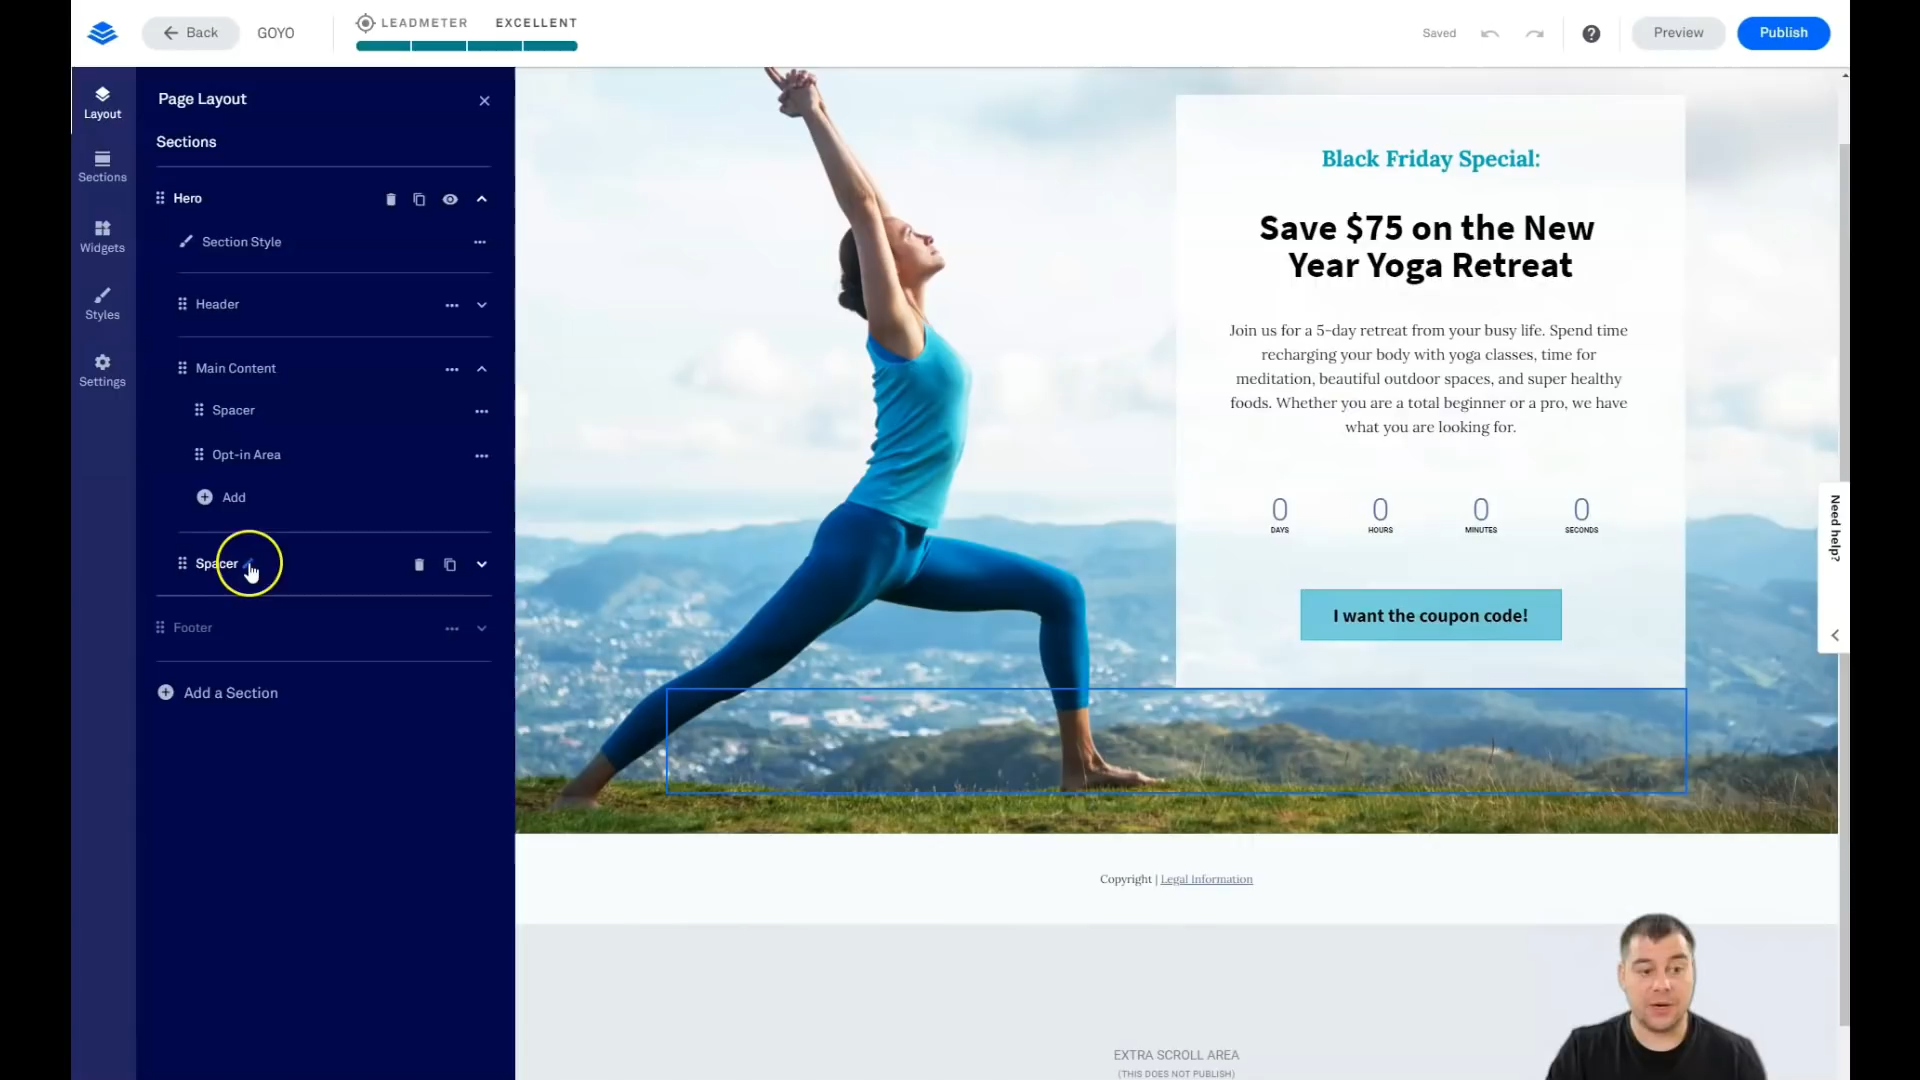 Back
GOYO
LEADMETER EXCELLENT
Saved
Preview
Publish
Layout
Sections
Widgets
Styles
Settings
Page Layout
Sections
Hero
Section Style
Header
Main Content
Spacer
Opt-in Area
Add
Spacer
Footer
Add a Section
Black Friday Special:
Save $75 on the New
Year Yoga Retreat
Join us for a 5-day retreat from your busy life. Spend time
recharging your body with yoga classes, time for
meditation, beautiful outdoor spaces, and super healthy
foods. Whether you are a total beginner or a pro, we have
what you are looking for.
0 0 0 0
DAYS HOURS MINUTES SECONDS
I want the coupon code!
Need help?
Copyright | Legal Information
EXTRA SCROLL AREA
(THIS DOES NOT PUBLISH)